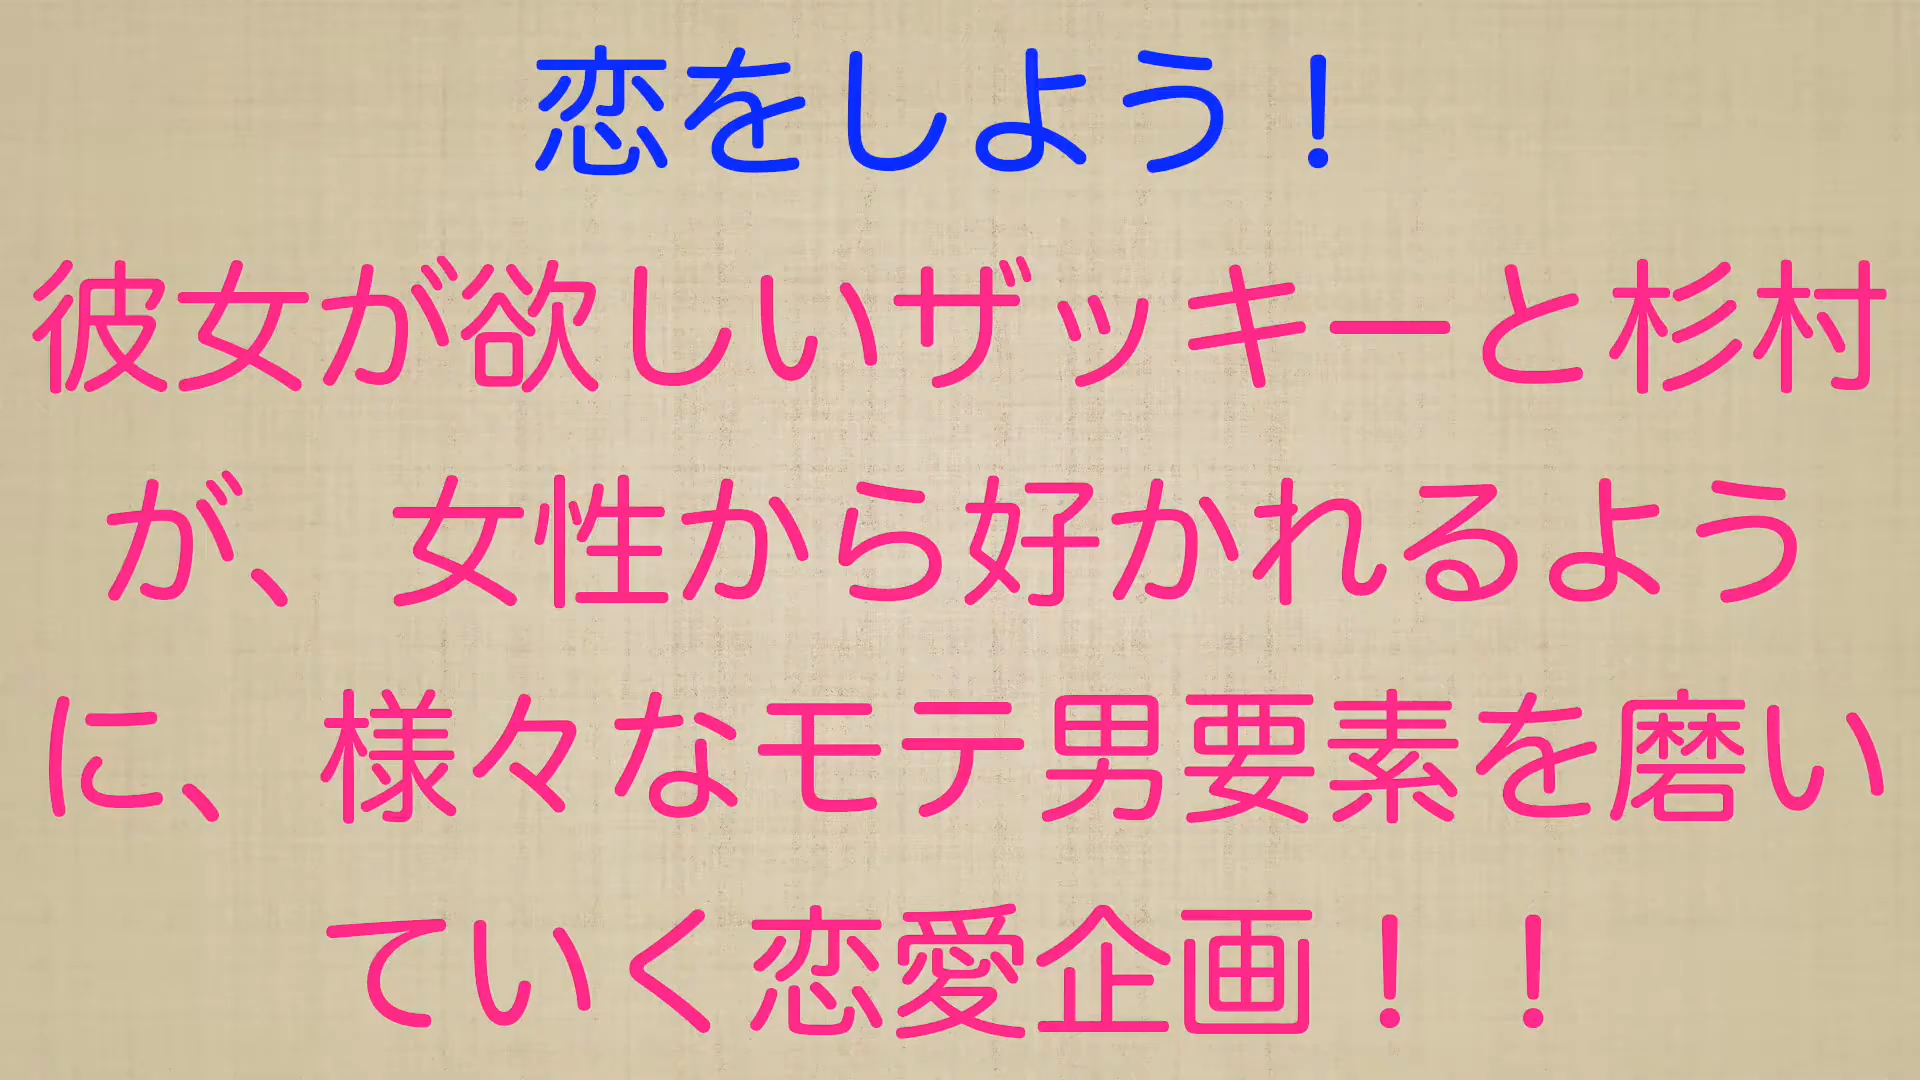 恋をしよう！
彼女が欲しいザッキーと杉村
が、女性から好かれるよう
に、様々なモテ男要素を磨い
ていく恋愛企画！！